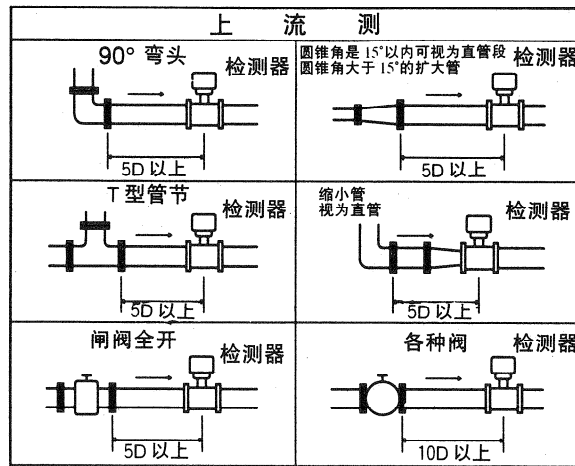 上 流 测
90° 弯头
检测器
5D 以上
圆锥角是 15°以内可视为直管段
圆锥角大于 15°的扩大管
检测器
5D 以上
T 型管节
检测器
5D 以上
缩小管
视为直管
检测器
5D 以上
闸阀全开
检测器
5D 以上
各种阀
检测器
10D 以上